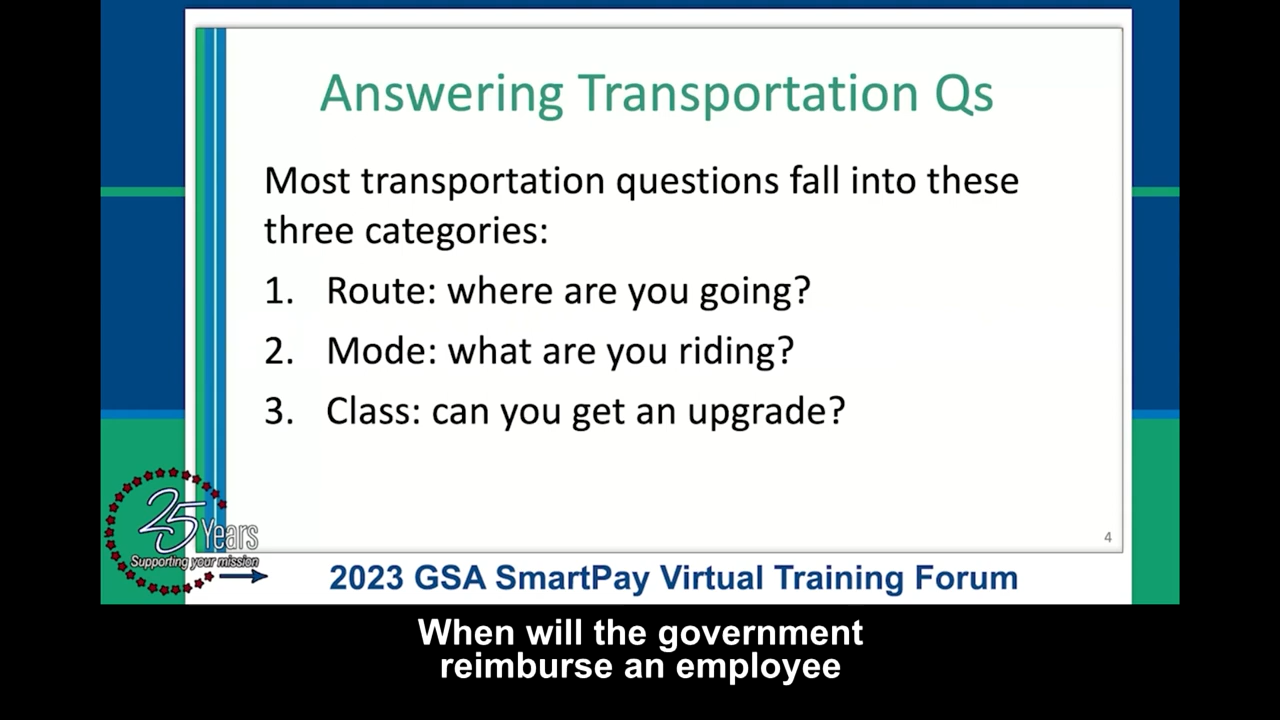 Answering Transportation Qs
Most transportation questions fall into these
three categories:
1. Route: where are you going?
2. Mode: what are you riding?
3. Class: can you get an upgrade?
4
25 Years
Supporting your mission
2023 GSA SmartPay Virtual Training Forum
When will the government
reimburse an employee